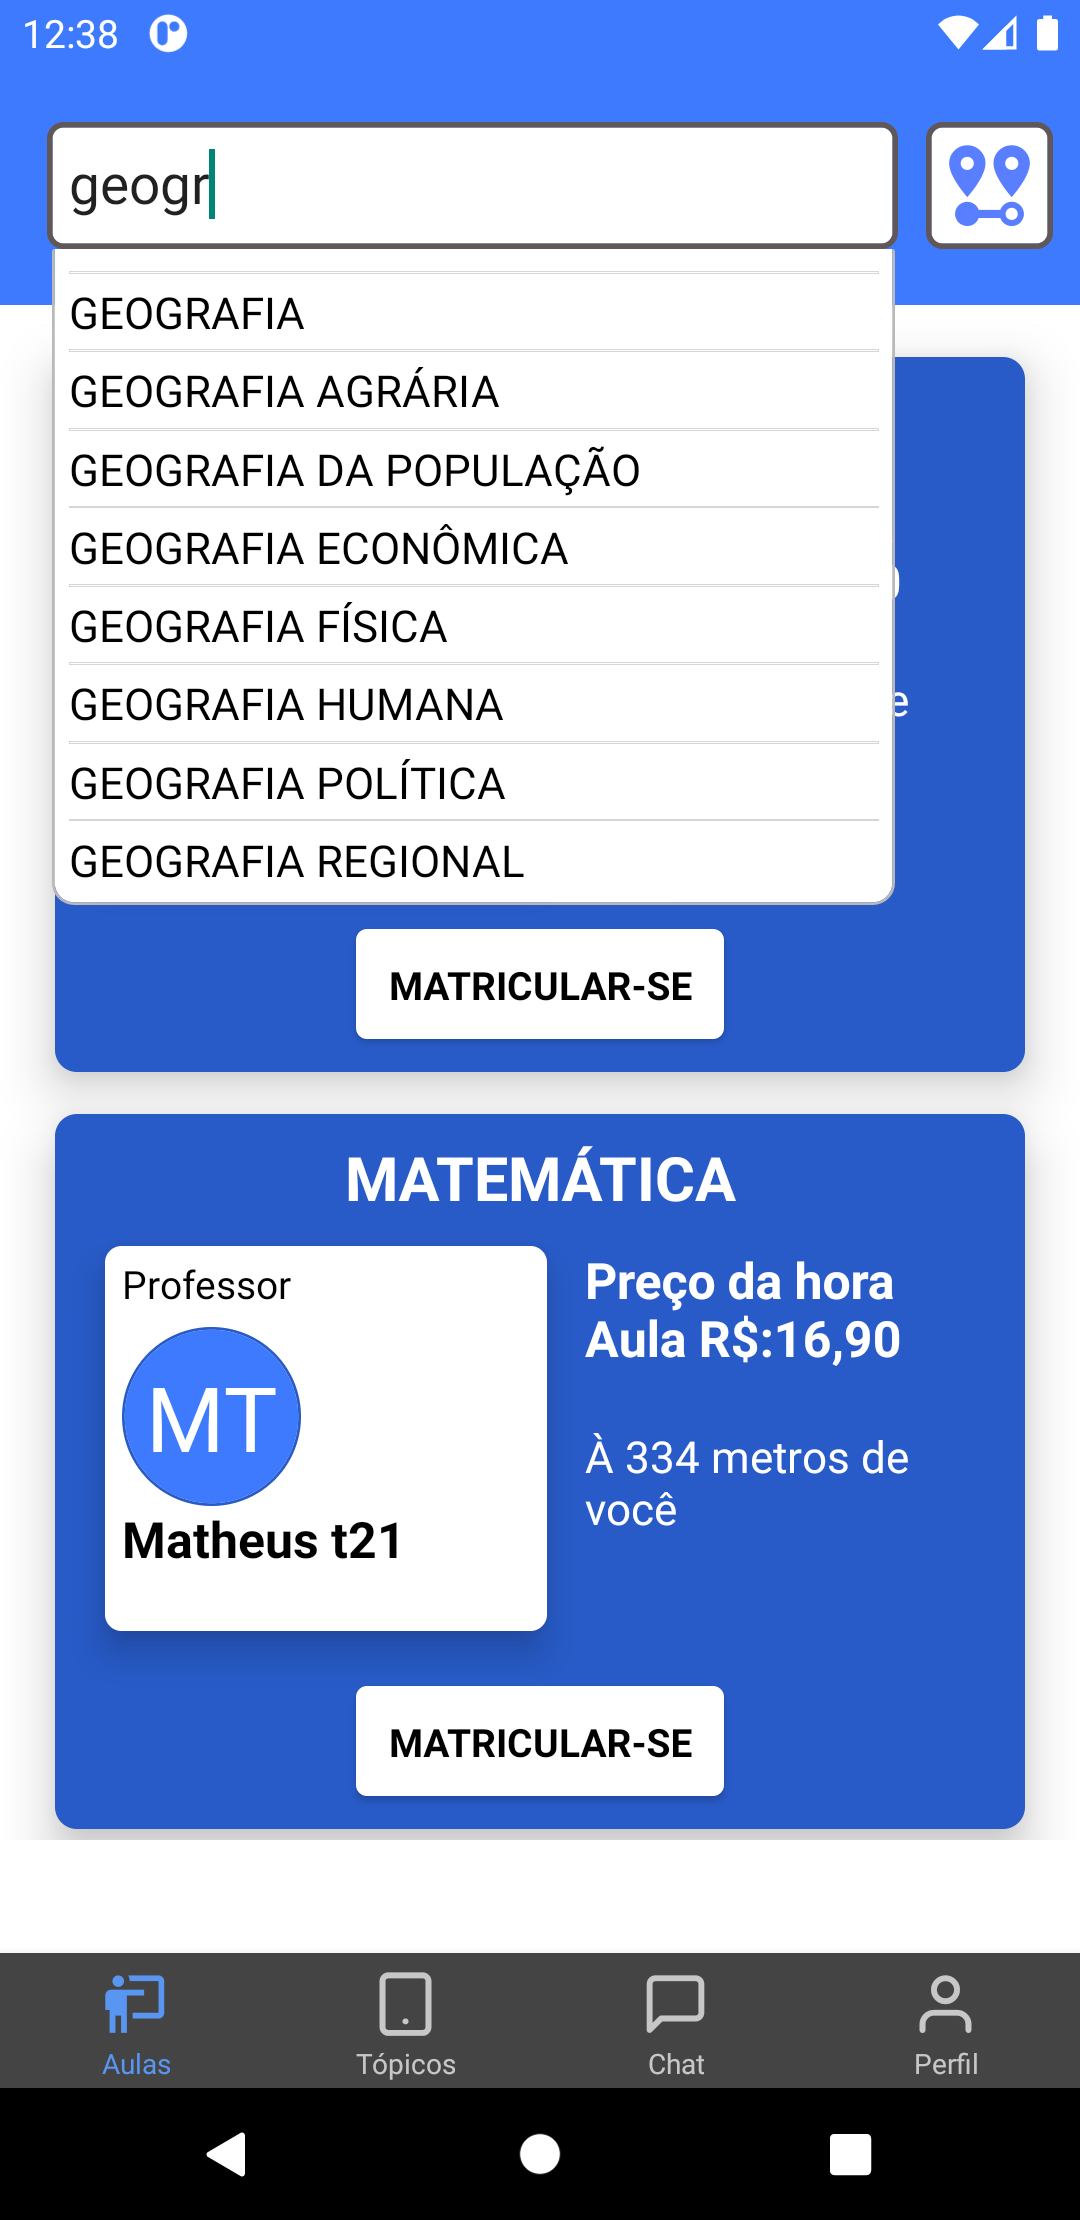 12:38
geogr
GEOGRAFIA
GEOGRAFIA AGRÁRIA
GEOGRAFIA DA POPULAÇÃO
GEOGRAFIA ECONÔMICA
GEOGRAFIA FÍSICA
GEOGRAFIA HUMANA
GEOGRAFIA POLÍTICA
GEOGRAFIA REGIONAL
MATRICULAR-SE
MATEMÁTICA
Professor
MT
Matheus t21
Preço da hora
Aula R$:16,90
À 334 metros de
você
MATRICULAR-SE
Aulas
Tópicos
Chat
Perfil